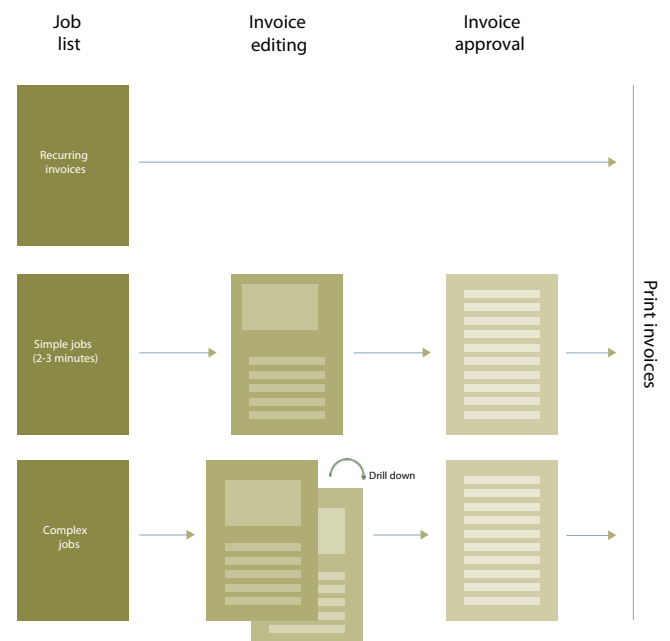 Job
list
Invoice
editing
Invoice
approval
Recurring
invoices
Simple jobs
(2-3 minutes)
Drill down
Complex
jobs
Print invoices